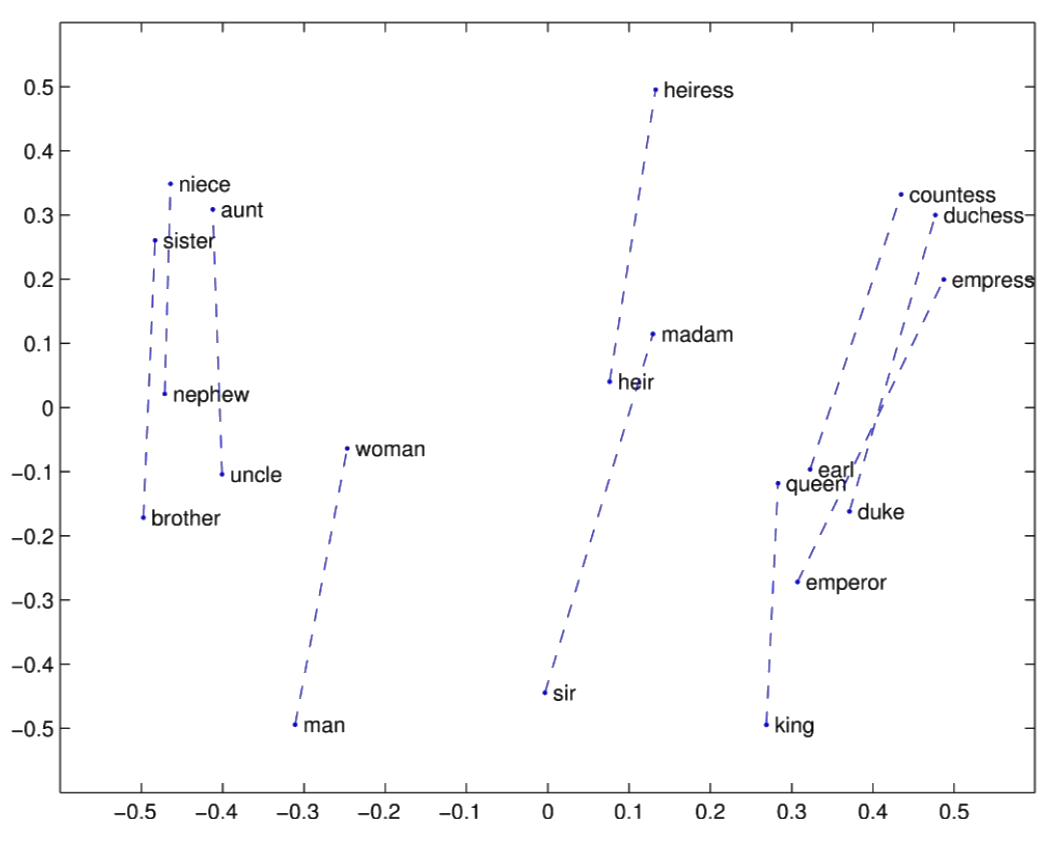 0.5
heiress
0.4
niece
aunt
countess
0.3
duchess
sister
0.2
empress
0.1
madam
heir
0
nephew
woman
−0.1
earl
uncle
queen
brother
duke
−0.2
emperor
−0.3
−0.4
sir
−0.5
man
king
−0.5 −0.4 −0.3 −0.2 −0.1 0 0.1 0.2 0.3 0.4 0.5